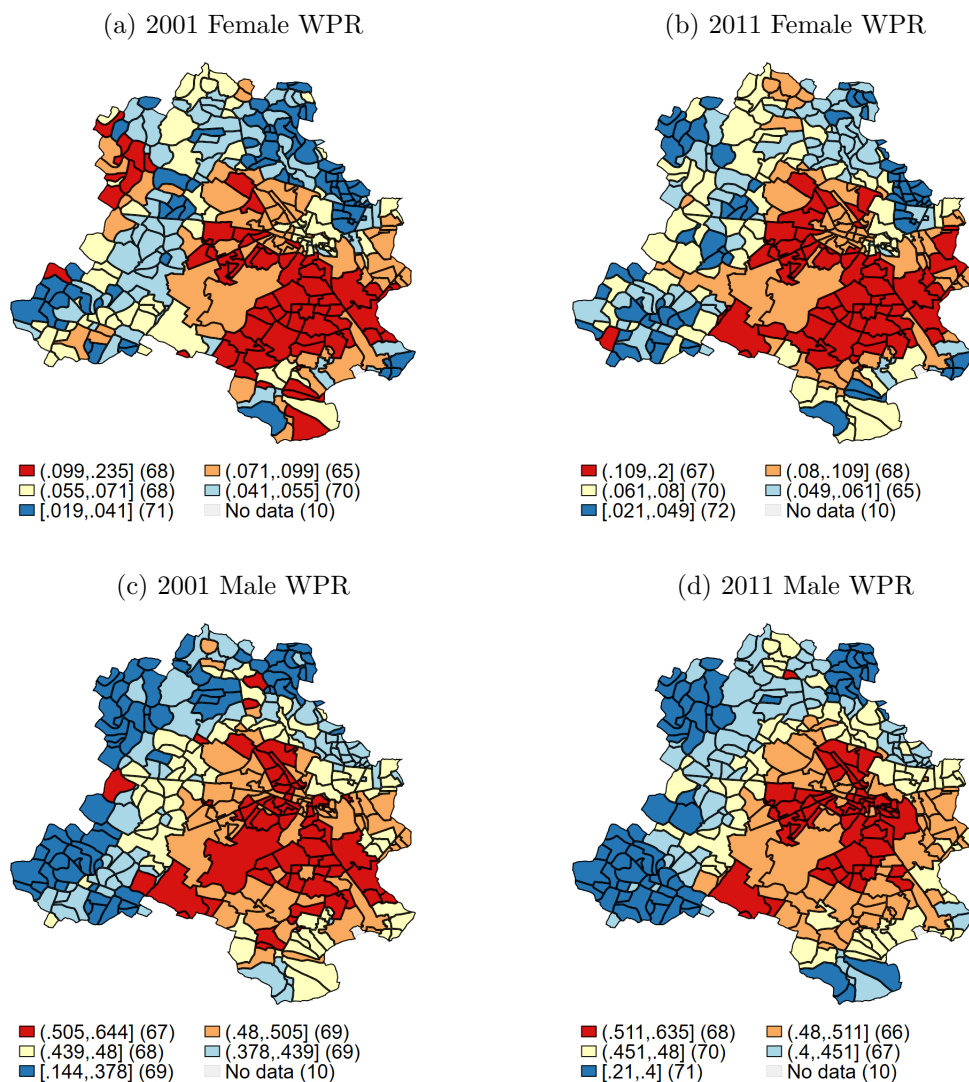 (a) 2001 Female WPR
(b) 2011 Female WPR
(.099,.235] (68) (.071,.099] (65)
(.055,.071] (68) (.041,.055] (70)
[.019,.041] (71) No data (10)
(.109,.2] (67) (.08,.109] (68)
(.061,.08] (70) (.049,.061] (65)
[.021,.049] (72) No data (10)
(c) 2001 Male WPR
(d) 2011 Male WPR
(.505,.644] (67) (.48,.505] (69)
(.439,.48] (68) (.378,.439] (69)
[.144,.378] (69) No data (10)
(.511,.635] (68) (.48,.511] (66)
(.451,.48] (70) (.4,.451] (67)
[.21,.4] (71) No data (10)